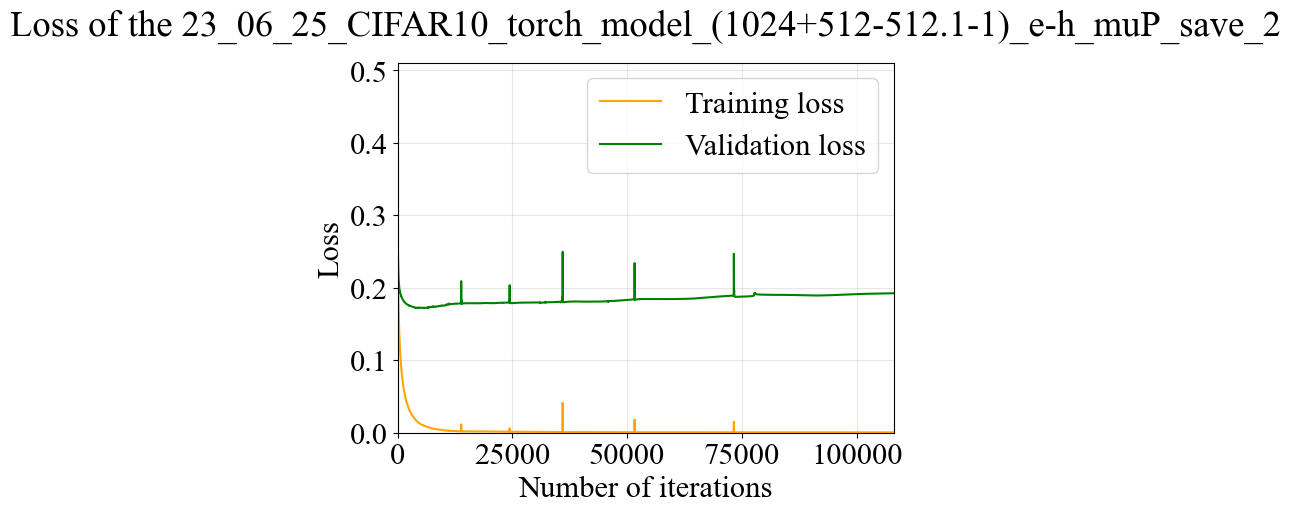 Loss of the 23_06_25_CIFAR10_torch_model_(1024+512-512.1-1)_e-h_muP_save_2
0.5
0.4
0.3
0.2
0.1
0.0
Loss
Training loss
Validation loss
0 25000 50000 75000 100000
Number of iterations